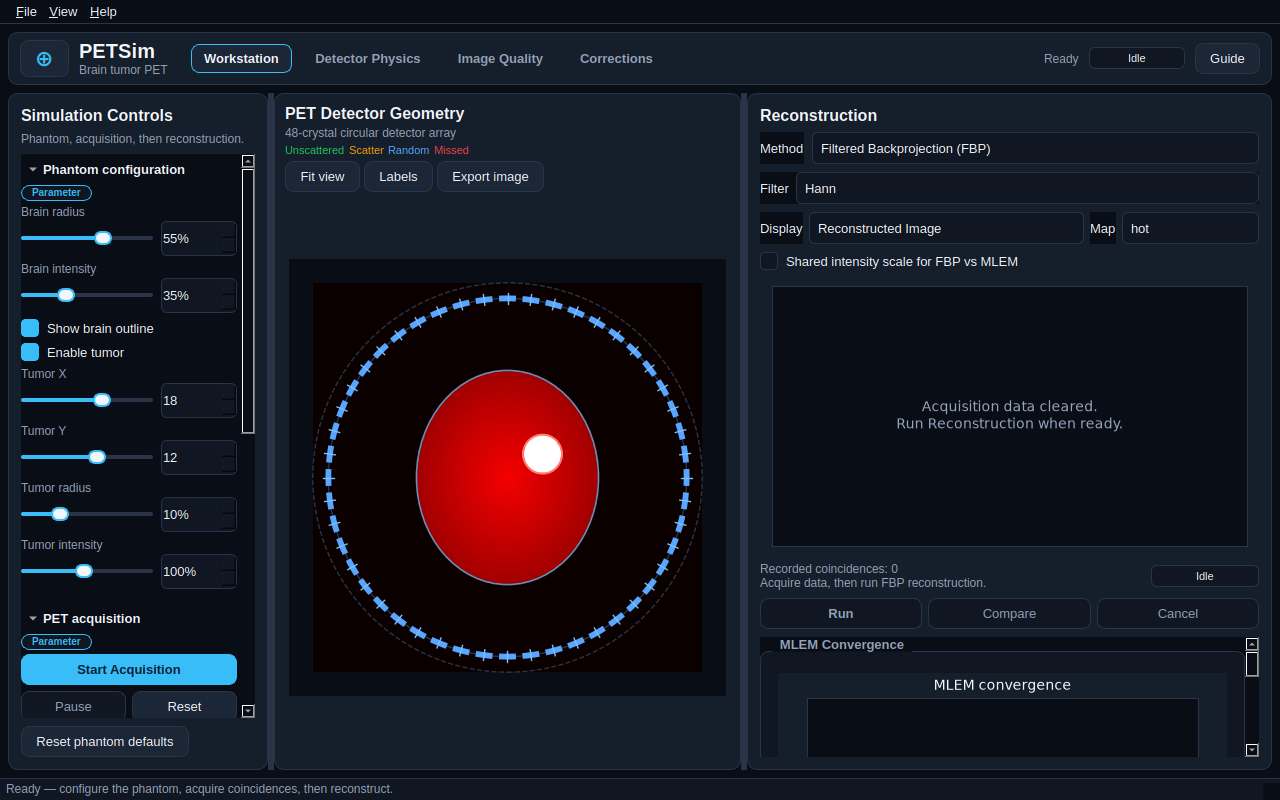 File View Help
PETSim
Brain tumor PET
Workstation Detector Physics Image Quality Corrections
Ready Idle Guide
Simulation Controls
Phantom, acquisition, then reconstruction.
Phantom configuration
Parameter
Brain radius
55%
Brain intensity
35%
Show brain outline
Enable tumor
Tumor X
18
Tumor Y
12
Tumor radius
10%
Tumor intensity
100%
PET acquisition
Parameter
Start Acquisition
Pause Reset
Reset phantom defaults
PET Detector Geometry
48-crystal circular detector array
Unscattered Scatter Random Missed
Fit view Labels Export image
Reconstruction
Method Filtered Backprojection (FBP)
Filter Hann
Display Reconstructed Image Map hot
Shared intensity scale for FBP vs MLEM
Acquisition data cleared.
Run Reconstruction when ready.
Recorded coincidences: 0
Acquire data, then run FBP reconstruction.
Idle
Run Compare Cancel
MLEM Convergence
MLEM convergence
Ready — configure the phantom, acquire coincidences, then reconstruct.